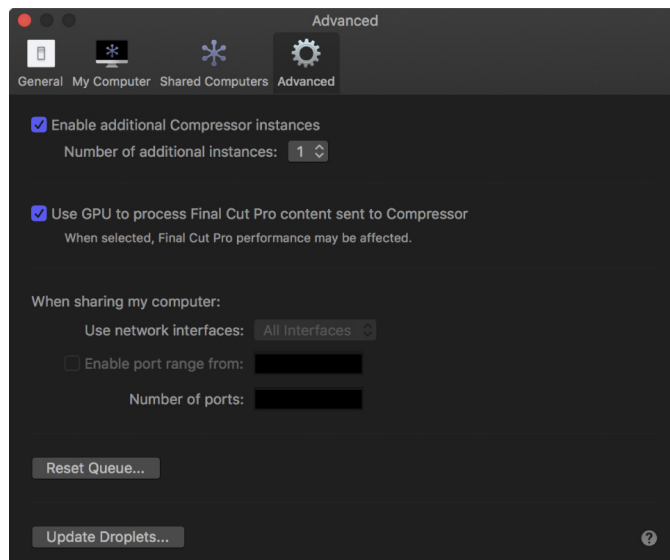 Advanced
General
My Computer
Shared Computers
Advanced
Enable additional Compressor instances
Number of additional instances: 1
Use GPU to process Final Cut Pro content sent to Compressor
When selected, Final Cut Pro performance may be affected.
When sharing my computer:
Use network interfaces: All Interfaces
Enable port range from:
Number of ports:
Reset Queue...
Update Droplets...
?